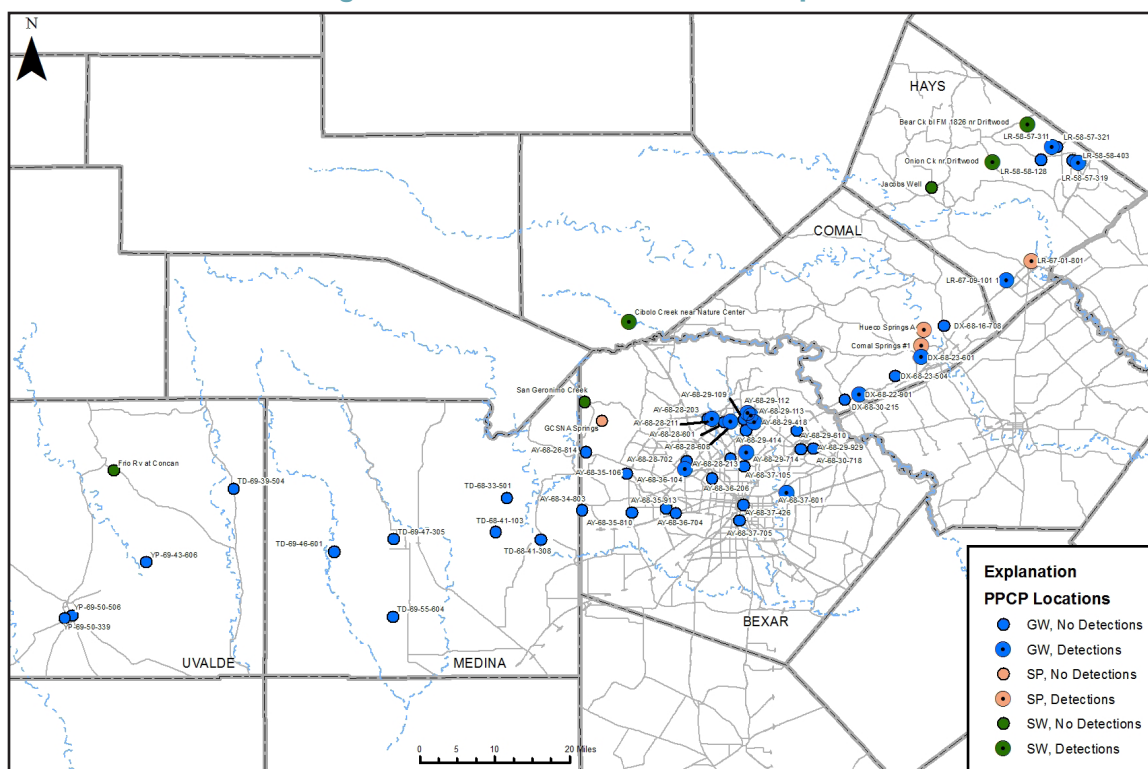 N
HAYS
Bear Ck bl FM 1826 nr Driftwood
LR-58-57-311
LR-58-57-321
LR-58-58-403
Onion Ck nr Driftwood
LR-58-58-128
LR-58-57-319
Jacobs Well
COMAL
LR-67-01-801
LR-67-09-101 1
Cibolo Creek near Nature Center
Hueco Springs A
DX-68-16-708
Comal Springs #1
DX-68-23-601
DX-68-23-504
San Geronimo Creek
AY-68-29-109
AY-68-29-112
DX-68-22-901
DX-68-30-215
AY-68-28-203
AY-68-29-113
AY-68-28-211
AY-68-29-418
GCSNA Springs
AY-68-28-601
AY-68-29-610
AY-68-28-608
AY-68-29-414
AY-68-29-929
AY-68-26-814
AY-68-28-702
AY-68-28-213
AY-68-29-714
AY-68-30-718
Frio Rv at Concan
AY-68-35-106
AY-68-37-105
TD-69-39-504
AY-68-36-104
TD-68-33-501
AY-68-36-206
AY-68-34-803
AY-68-35-913
AY-68-37-601
AY-68-37-426
TD-68-41-103
AY-68-35-810
AY-68-36-704
TD-69-47-305
AY-68-37-705
TD-69-46-601
TD-68-41-308
YP-69-43-606
YP-69-50-506
TD-69-55-604
YP-69-50-339
BEXAR
UVALDE
MEDINA
0 5 10 20 Miles
Explanation
PPCP Locations
GW, No Detections
GW, Detections
SP, No Detections
SP, Detections
SW, No Detections
SW, Detections